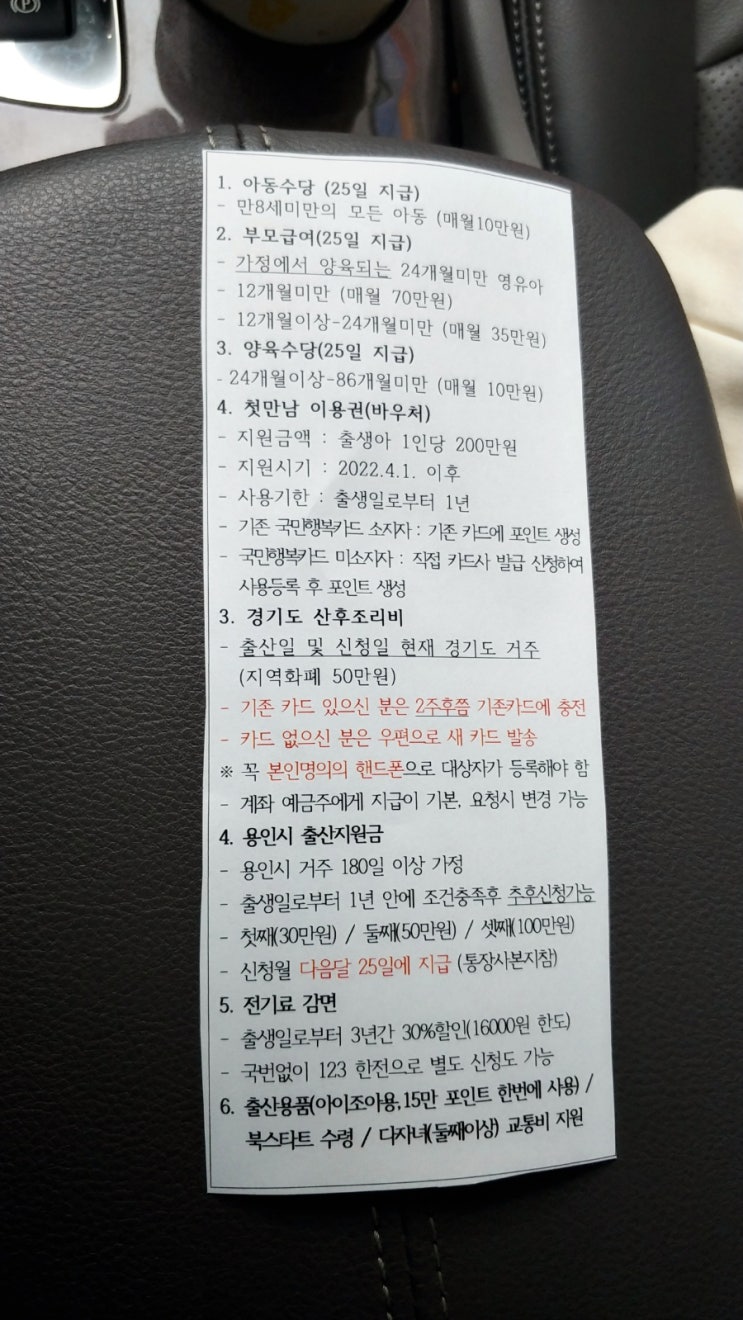 1. 아동수당 (25일 지급)
- 만8세미만의 모든 아동 (매월10만원)
2. 부모급여(25일 지급)
- 가정에서 양육되는 24개월미만 영유아
- 12개월미만 (매월 70만원)
- 12개월이상-24개월미만 (매월 35만원)
3. 양육수당(25일 지급)
- 24개월이상-86개월미만 (매월 10만원)
4. 첫만남 이용권(바우처)
- 지원금액 : 출생아 1인당 200만원
- 지원시기 : 2022.4.1. 이후
- 사용기한 : 출생일로부터 1년
- 기존 국민행복카드 소지자 : 기존 카드에 포인트 생성
- 국민행복카드 미소지자 : 직접 카드사 발급 신청하여
사용등록 후 포인트 생성
3. 경기도 산후조리비
- 출산일 및 신청일 현재 경기도 거주
(지역화폐 50만원)
- 기존 카드 있으신 분은 2주후쯤 기존카드에 충전
- 카드 없으신 분은 우편으로 새 카드 발송
※ 꼭 본인명의의 핸드폰으로 대상자가 등록해야 함
- 계좌 예금주에게 지급이 기본, 요청시 변경 가능
4. 용인시 출산지원금
- 용인시 거주 180일 이상 가정
- 출생일로부터 1년 안에 조건충족후 추후신청가능
- 첫째(30만원) / 둘째(50만원) / 셋째(100만원)
- 신청월 다음달 25일에 지급 (통장사본지참)
5. 전기료 감면
- 출생일로부터 3년간 30%할인(16000원 한도)
- 국번없이 123 한전으로 별도 신청도 가능
6. 출산용품(아이조아용,15만 포인트 한번에 사용) /
북스타트 수령 / 다자녀(둘째이상) 교통비 지원